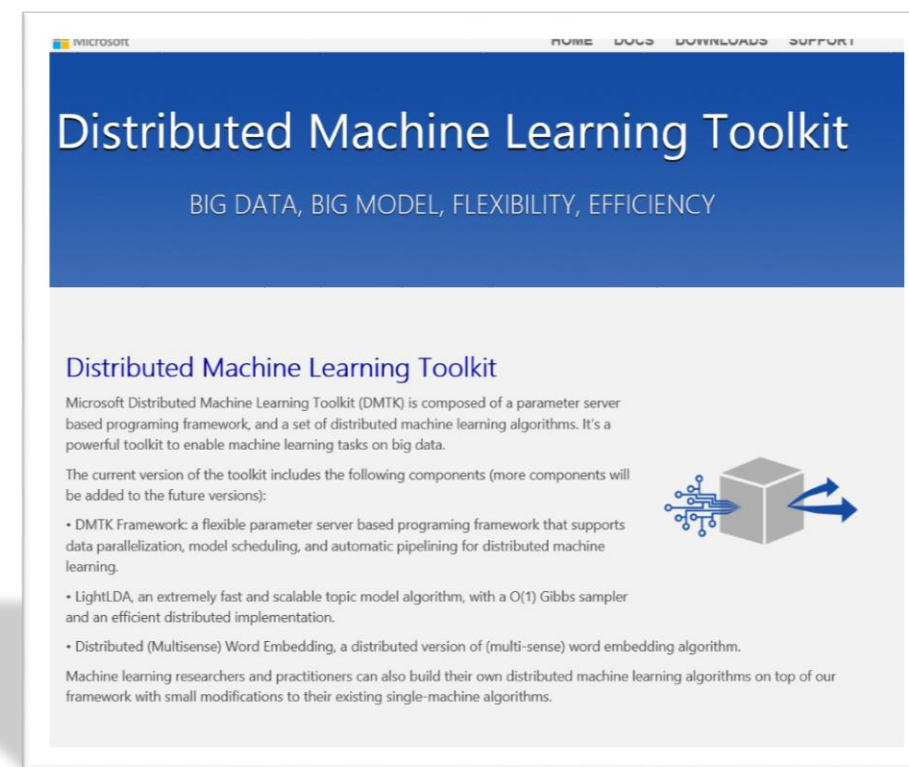 Microsoft HOME DOCS DOWNLOADS SUPPORT
Distributed Machine Learning Toolkit
BIG DATA, BIG MODEL, FLEXIBILITY, EFFICIENCY
Distributed Machine Learning Toolkit
Microsoft Distributed Machine Learning Toolkit (DMTK) is composed of a parameter server
based programing framework, and a set of distributed machine learning algorithms. It's a
powerful toolkit to enable machine learning tasks on big data.
The current version of the toolkit includes the following components (more components will
be added to the future versions):
• DMTK Framework: a flexible parameter server based programing framework that supports
data parallelization, model scheduling, and automatic pipelining for distributed machine
learning.
• LightLDA, an extremely fast and scalable topic model algorithm, with a O(1) Gibbs sampler
and an efficient distributed implementation.
• Distributed (Multisense) Word Embedding, a distributed version of (multi-sense) word embedding algorithm.
Machine learning researchers and practitioners can also build their own distributed machine learning algorithms on top of our
framework with small modifications to their existing single-machine algorithms.